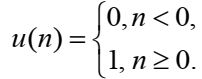 u(n) = { 0, n < 0,
1, n ≥ 0.